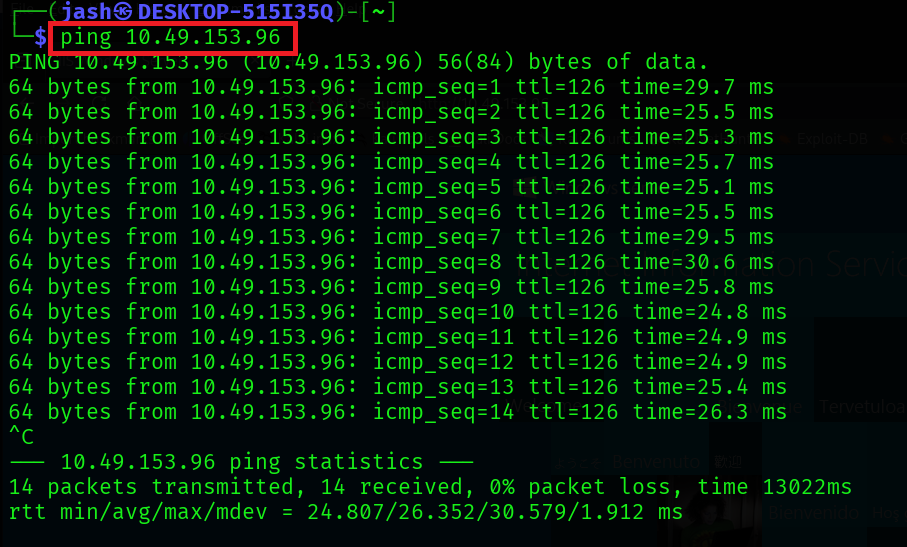 ┌──(jash㉿DESKTOP-515I35Q)-[~]
└─$ ping 10.49.153.96
PING 10.49.153.96 (10.49.153.96) 56(84) bytes of data.
64 bytes from 10.49.153.96: icmp_seq=1 ttl=126 time=29.7 ms
64 bytes from 10.49.153.96: icmp_seq=2 ttl=126 time=25.5 ms
64 bytes from 10.49.153.96: icmp_seq=3 ttl=126 time=25.3 ms
64 bytes from 10.49.153.96: icmp_seq=4 ttl=126 time=25.7 ms
64 bytes from 10.49.153.96: icmp_seq=5 ttl=126 time=25.1 ms
64 bytes from 10.49.153.96: icmp_seq=6 ttl=126 time=25.5 ms
64 bytes from 10.49.153.96: icmp_seq=7 ttl=126 time=29.5 ms
64 bytes from 10.49.153.96: icmp_seq=8 ttl=126 time=30.6 ms
64 bytes from 10.49.153.96: icmp_seq=9 ttl=126 time=25.8 ms
64 bytes from 10.49.153.96: icmp_seq=10 ttl=126 time=24.8 ms
64 bytes from 10.49.153.96: icmp_seq=11 ttl=126 time=24.9 ms
64 bytes from 10.49.153.96: icmp_seq=12 ttl=126 time=24.9 ms
64 bytes from 10.49.153.96: icmp_seq=13 ttl=126 time=25.4 ms
64 bytes from 10.49.153.96: icmp_seq=14 ttl=126 time=26.3 ms
^C
--- 10.49.153.96 ping statistics ---
14 packets transmitted, 14 received, 0% packet loss, time 13022ms
rtt min/avg/max/mdev = 24.807/26.352/30.579/1.912 ms
Exploit-DB
Tervetuloa
Benvenuto
Bienvenido